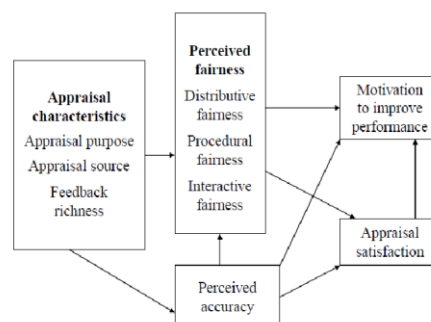 Appraisal
characteristics
Appraisal purpose
Appraisal source
Feedback
richness
Perceived
fairness
Distributive
fairness
Procedural
fairness
Interactive
fairness
Perceived
accuracy
Motivation
to improve
performance
Appraisal
satisfaction